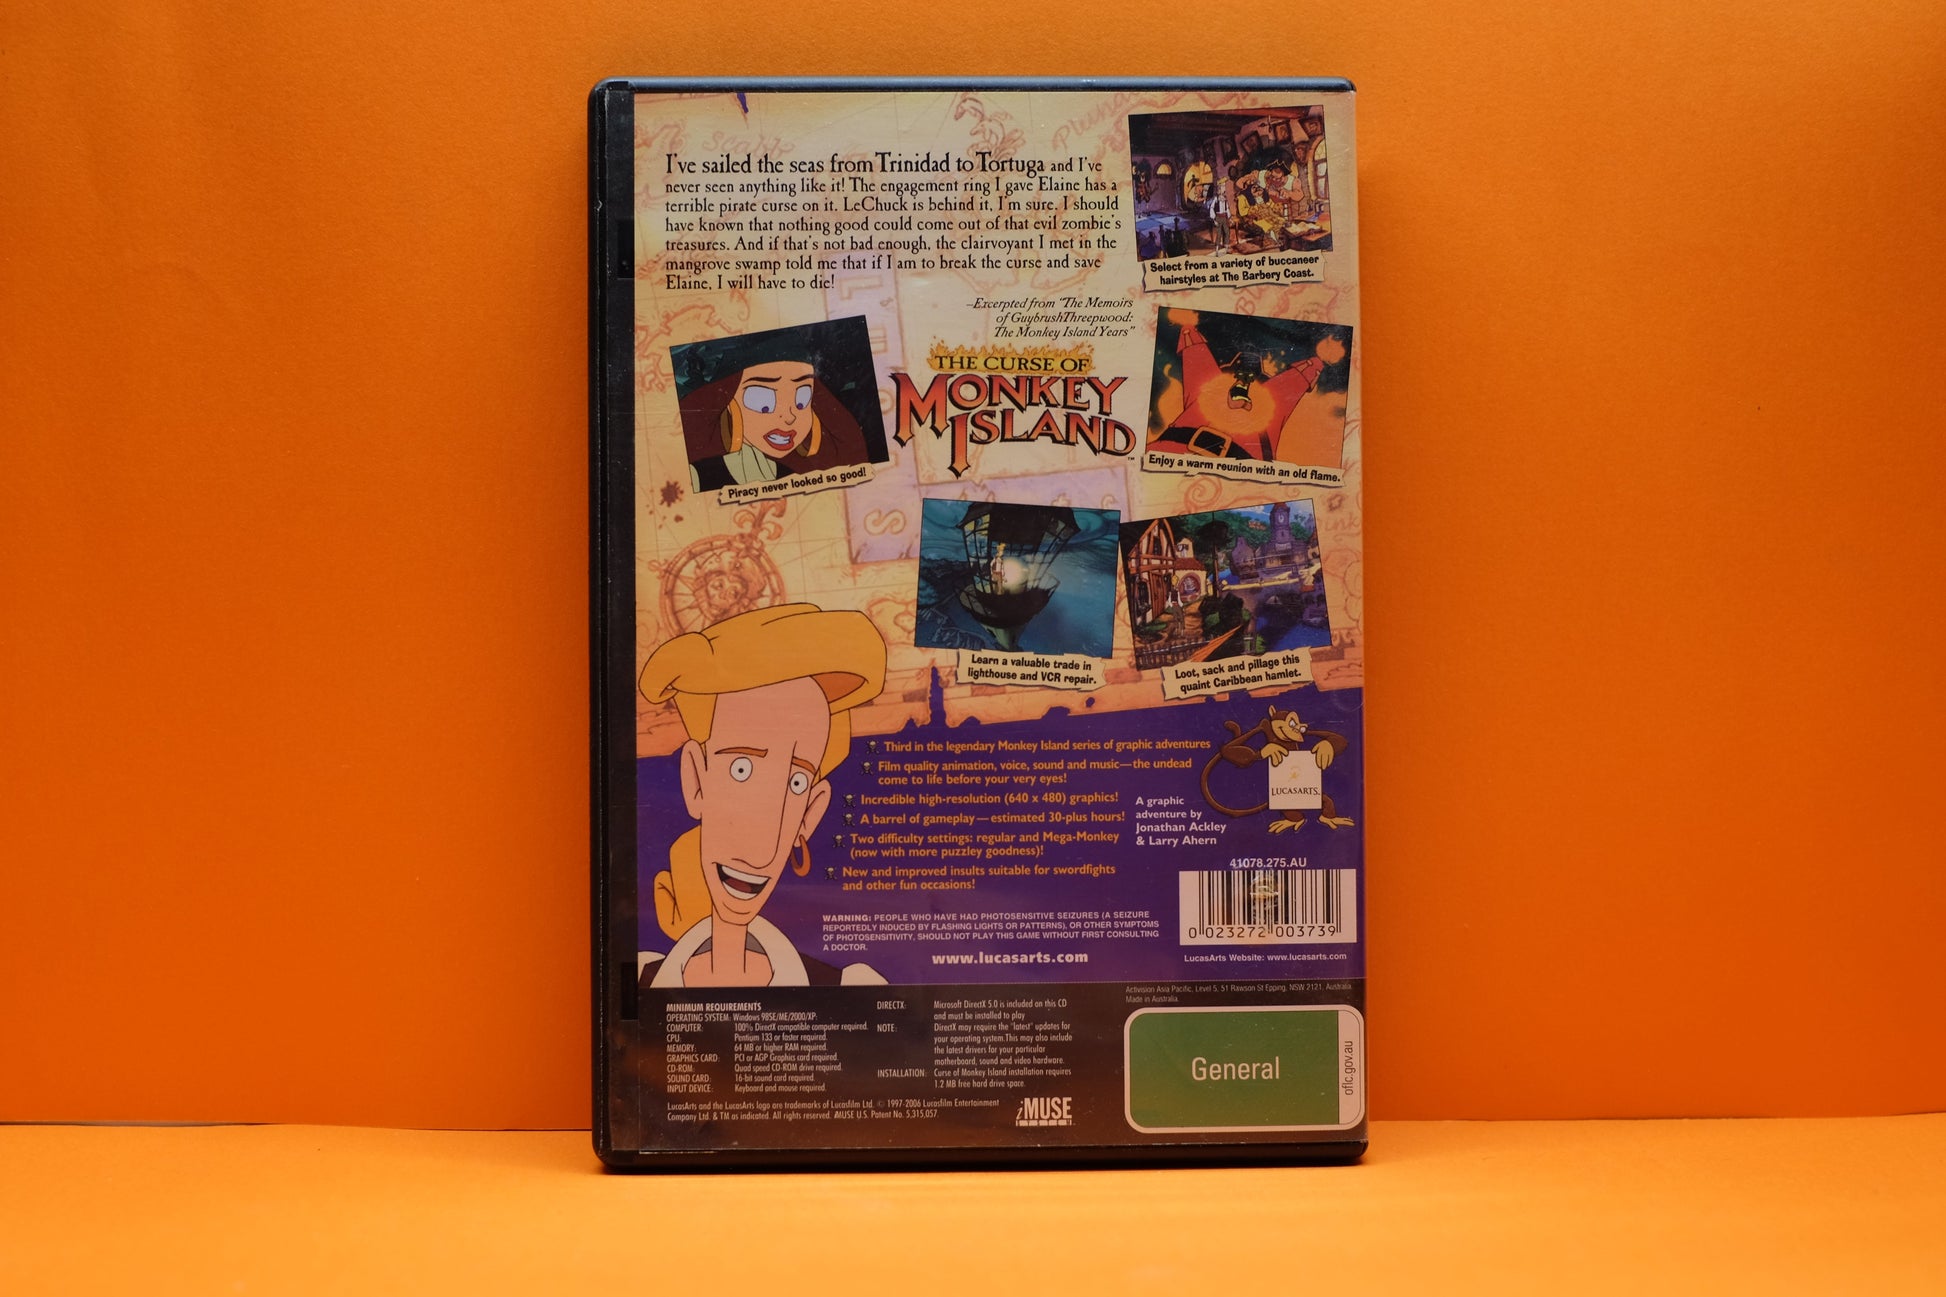 I've sailed the seas from Trinidad to Tortuga and I've
never seen anything like it! The engagement ring I gave Elaine has a
terrible pirate curse on it. LeChuck is behind it, I'm sure. I should
have known that nothing good could come out of that evil zombie's
treasures. And if that's not bad enough, the clairvoyant I met in the
mangrove swamp told me that if I am to break the curse and save
Elaine, I will have to die!
–Excerpted from "The Memoirs
of Guybrush Threepwood:
The Monkey Island Years"
Select from a variety of buccaneer
hairstyles at The Barbery Coast.
THE CURSE OF
MONKEY
ISLAND™
Piracy never looked so good!
Enjoy a warm reunion with an old flame.
Learn a valuable trade in
lighthouse and VCR repair.
Loot, sack and pillage this
quaint Caribbean hamlet.
Third in the legendary Monkey Island series of graphic adventures
Film quality animation, voice, sound and music—the undead
come to life before your very eyes!
Incredible high-resolution (640 x 480) graphics!
A barrel of gameplay—estimated 30-plus hours!
Two difficulty settings: regular and Mega-Monkey
(now with more puzzley goodness)!
New and improved insults suitable for swordfights
and other fun occasions!
LUCASARTS.
A graphic
adventure by
Jonathan Ackley
& Larry Ahern
41078.275.AU
0 023272 003739
LucasArts Website: www.lucasarts.com
WARNING: PEOPLE WHO HAVE HAD PHOTOSENSITIVE SEIZURES (A SEIZURE
REPORTEDLY INDUCED BY FLASHING LIGHTS OR PATTERNS), OR OTHER SYMPTOMS
OF PHOTOSENSITIVITY, SHOULD NOT PLAY THIS GAME WITHOUT FIRST CONSULTING
A DOCTOR.
www.lucasarts.com
Activision Asia Pacific, Level 5, 51 Rawson St Epping, NSW 2121, Australia
Made in Australia.
MINIMUM REQUIREMENTS
OPERATING SYSTEM: Windows 98SE/ME/2000/XP:
COMPUTER: 100% DirectX compatible computer required.
CPU: Pentium 133 or faster required.
MEMORY: 64 MB or higher RAM required.
GRAPHICS CARD: PCI or AGP Graphics card required.
CD-ROM: Quad speed CD-ROM drive required.
SOUND CARD: 16-bit sound card required.
INPUT DEVICE: Keyboard and mouse required.
DIRECTX: Microsoft DirectX 5.0 is included on this CD
and must be installed to play
NOTE: DirectX may require the "latest" updates for
your operating system. This may also include
the latest drivers for your particular
motherboard, sound and video hardware.
INSTALLATION: Curse of Monkey Island installation requires
1.2 MB free hard drive space.
LucasArts and the LucasArts logo are trademarks of Lucasfilm Ltd. © 1997-2006 Lucasfilm Entertainment
Company Ltd. & TM as indicated. All rights reserved. iMUSE U.S. Patent No. 5,315,057.
iMUSE
General
oflc.gov.au